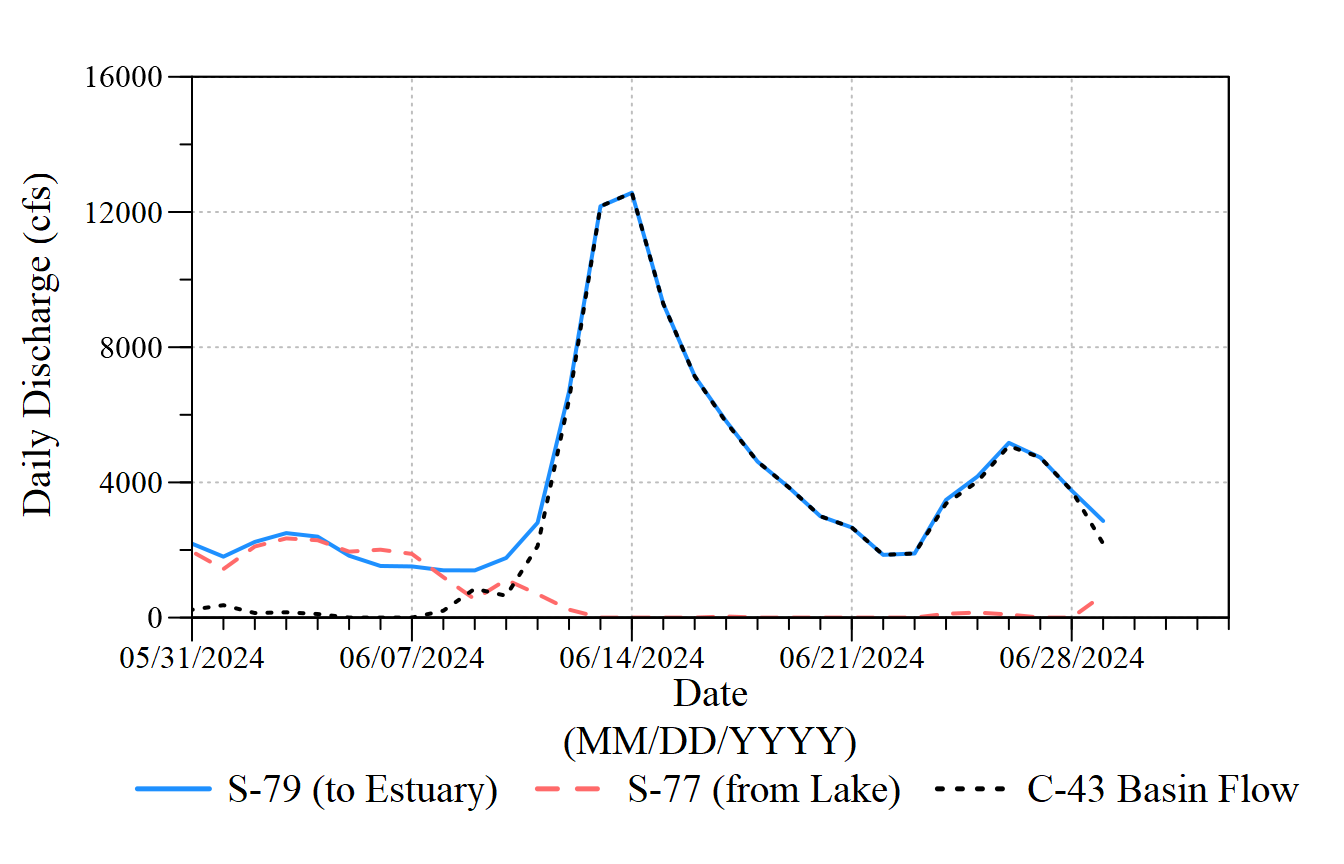 Daily Discharge (cfs)
16000
12000
8000
4000
0
05/31/2024 06/07/2024 06/14/2024 06/21/2024 06/28/2024
Date
(MM/DD/YYYY)
S-79 (to Estuary) S-77 (from Lake) C-43 Basin Flow